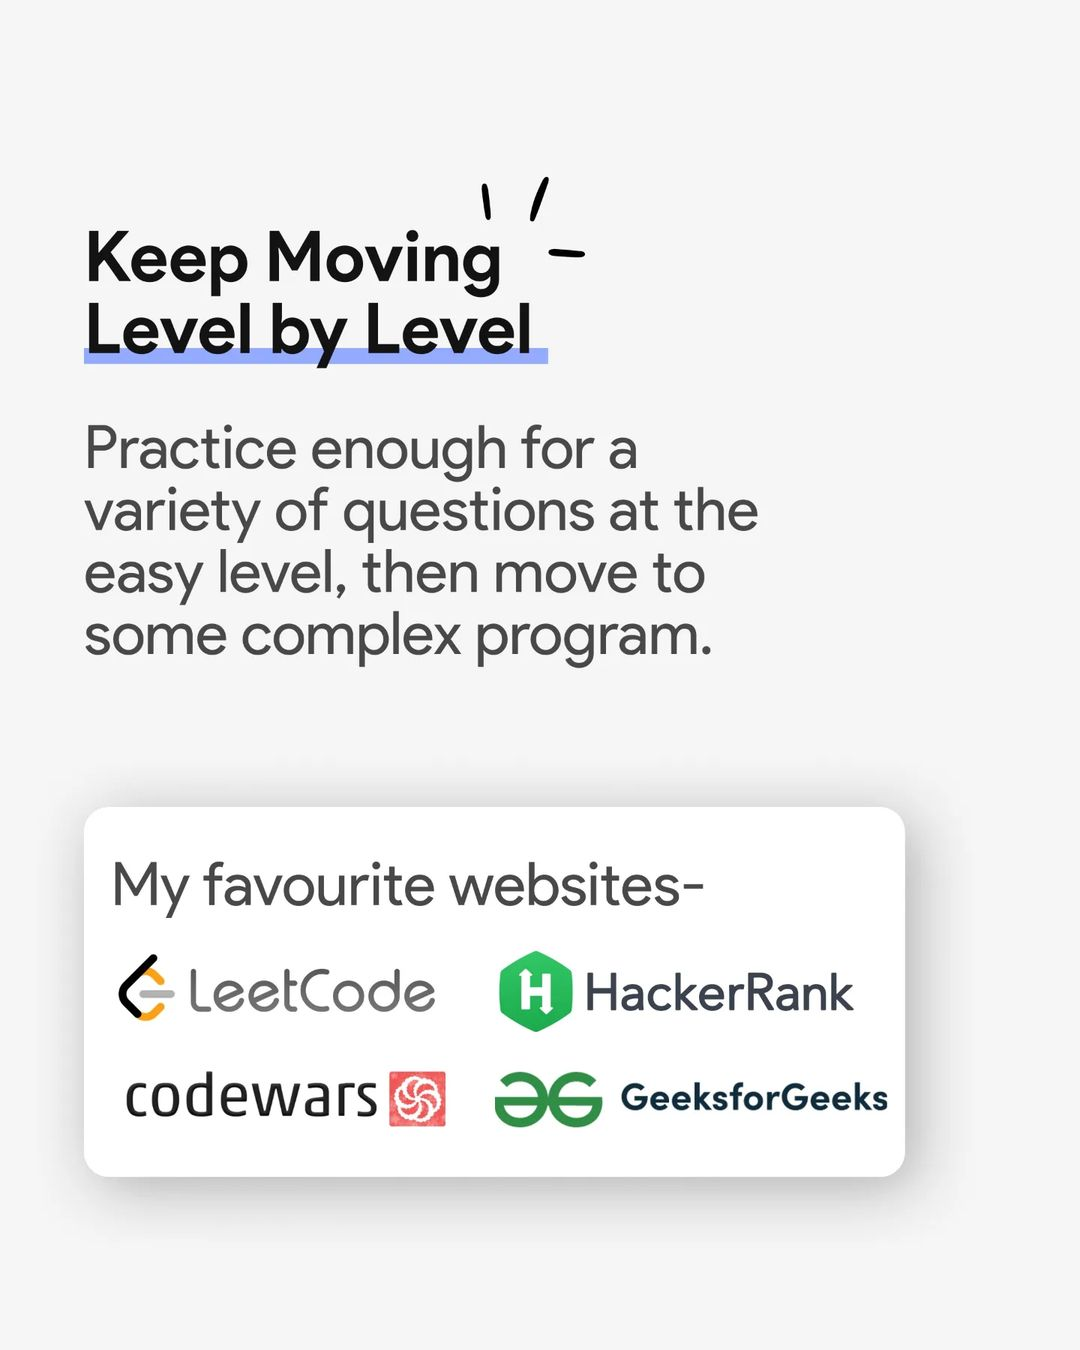 Keep Moving
Level by Level
Practice enough for a
variety of questions at the
easy level, then move to
some complex program.
My favourite websites-
LeetCode
HackerRank
codewars
GeeksforGeeks